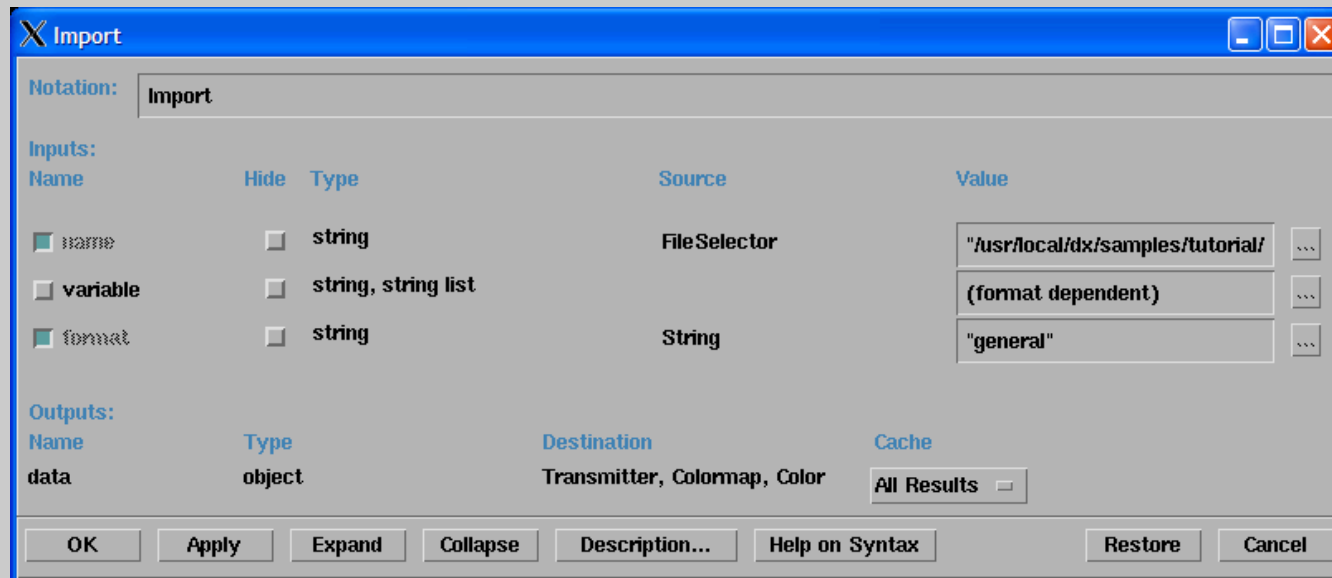 Import
Notation: Import
Inputs:
Name Hide Type Source Value
name string FileSelector "/usr/local/dx/samples/tutorial/ ...
variable string, string list (format dependent) ...
format string String "general" ...
Outputs:
Name Type Destination Cache
data object Transmitter, Colormap, Color All Results
OK Apply Expand Collapse Description... Help on Syntax Restore Cancel